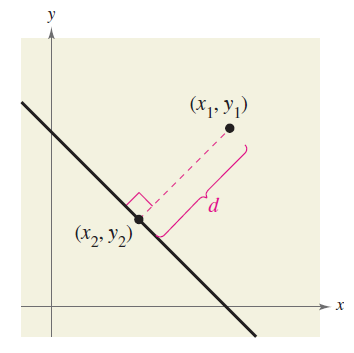 y
(x₁, y₁)
d
(x₂, y₂)
x